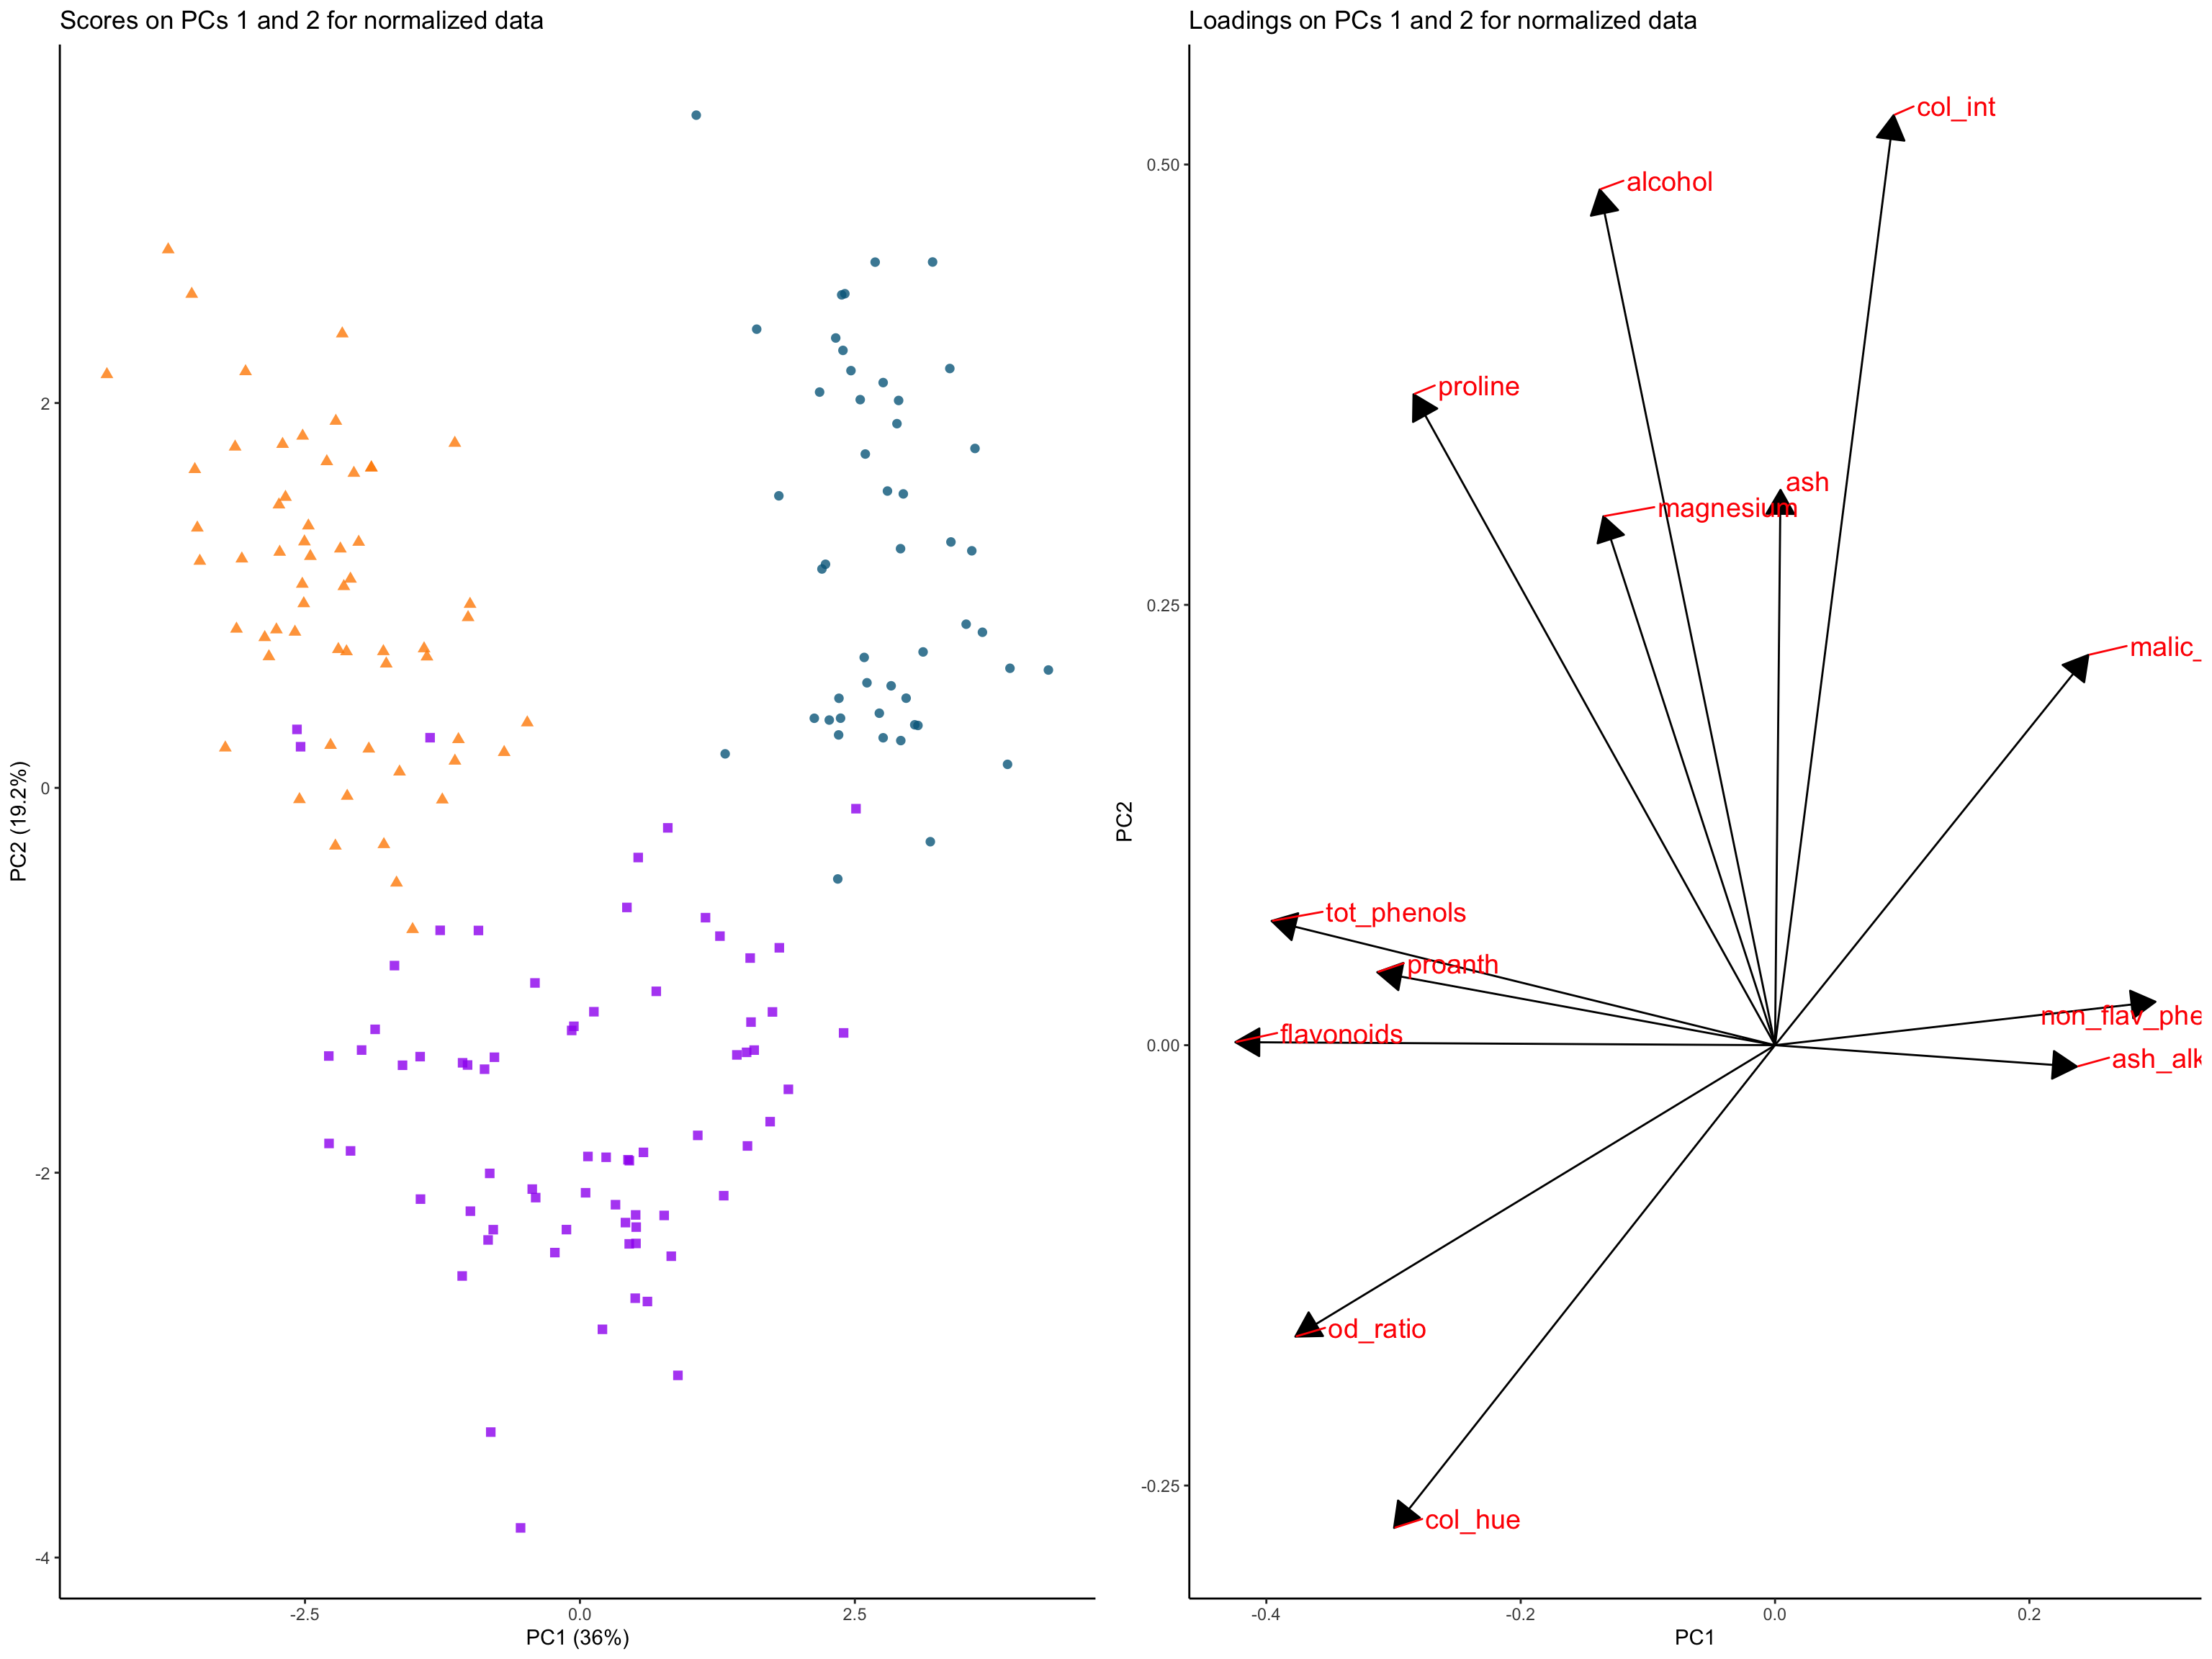 Scores on PCs 1 and 2 for normalized data
PC2 (19.2%)
2
0
-2
-4
-2.5
0.0
2.5
PC1 (36%)
Loadings on PCs 1 and 2 for normalized data
PC2
0.50
0.25
0.00
-0.25
col_int
alcohol
proline
ash
magnesium
malic_
tot_phenols
proanth
non_flav_phe
flavonoids
ash_alk
od_ratio
col_hue
-0.4
-0.2
0.0
0.2
PC1